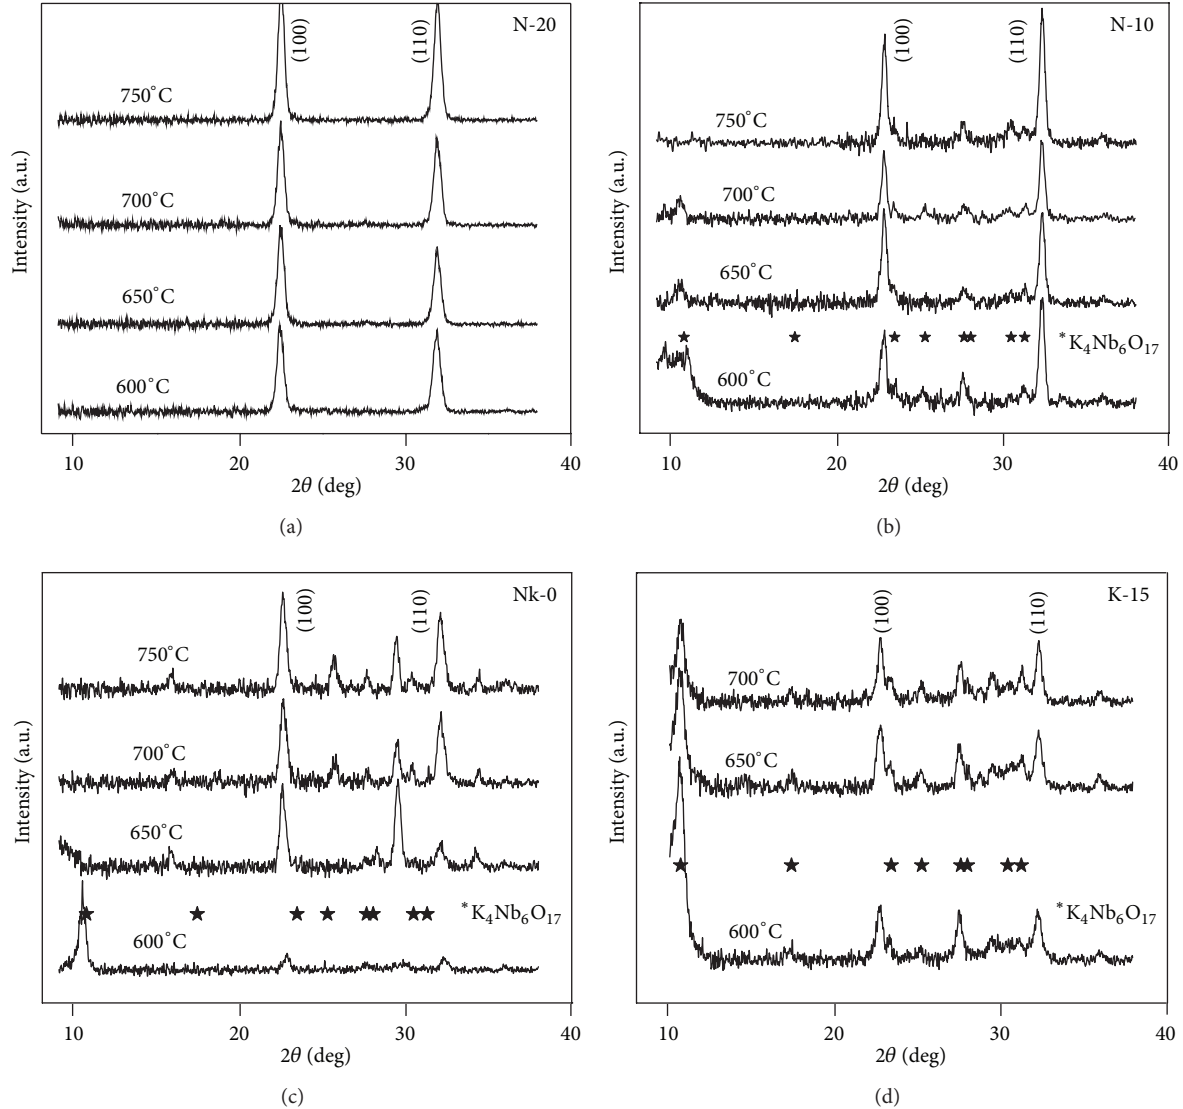 N-20
(100)
(110)
750°C
700°C
650°C
600°C
Intensity (a.u.)
10 20 30 40
2θ (deg)
(a)
N-10
(100)
(110)
750°C
700°C
650°C
*K4Nb6O17
600°C
Intensity (a.u.)
10 20 30 40
2θ (deg)
(b)
Nk-0
(100)
(110)
750°C
700°C
650°C
*K4Nb6O17
600°C
Intensity (a.u.)
10 20 30 40
2θ (deg)
(c)
K-15
(100)
(110)
700°C
650°C
*K4Nb6O17
600°C
Intensity (a.u.)
10 20 30 40
2θ (deg)
(d)